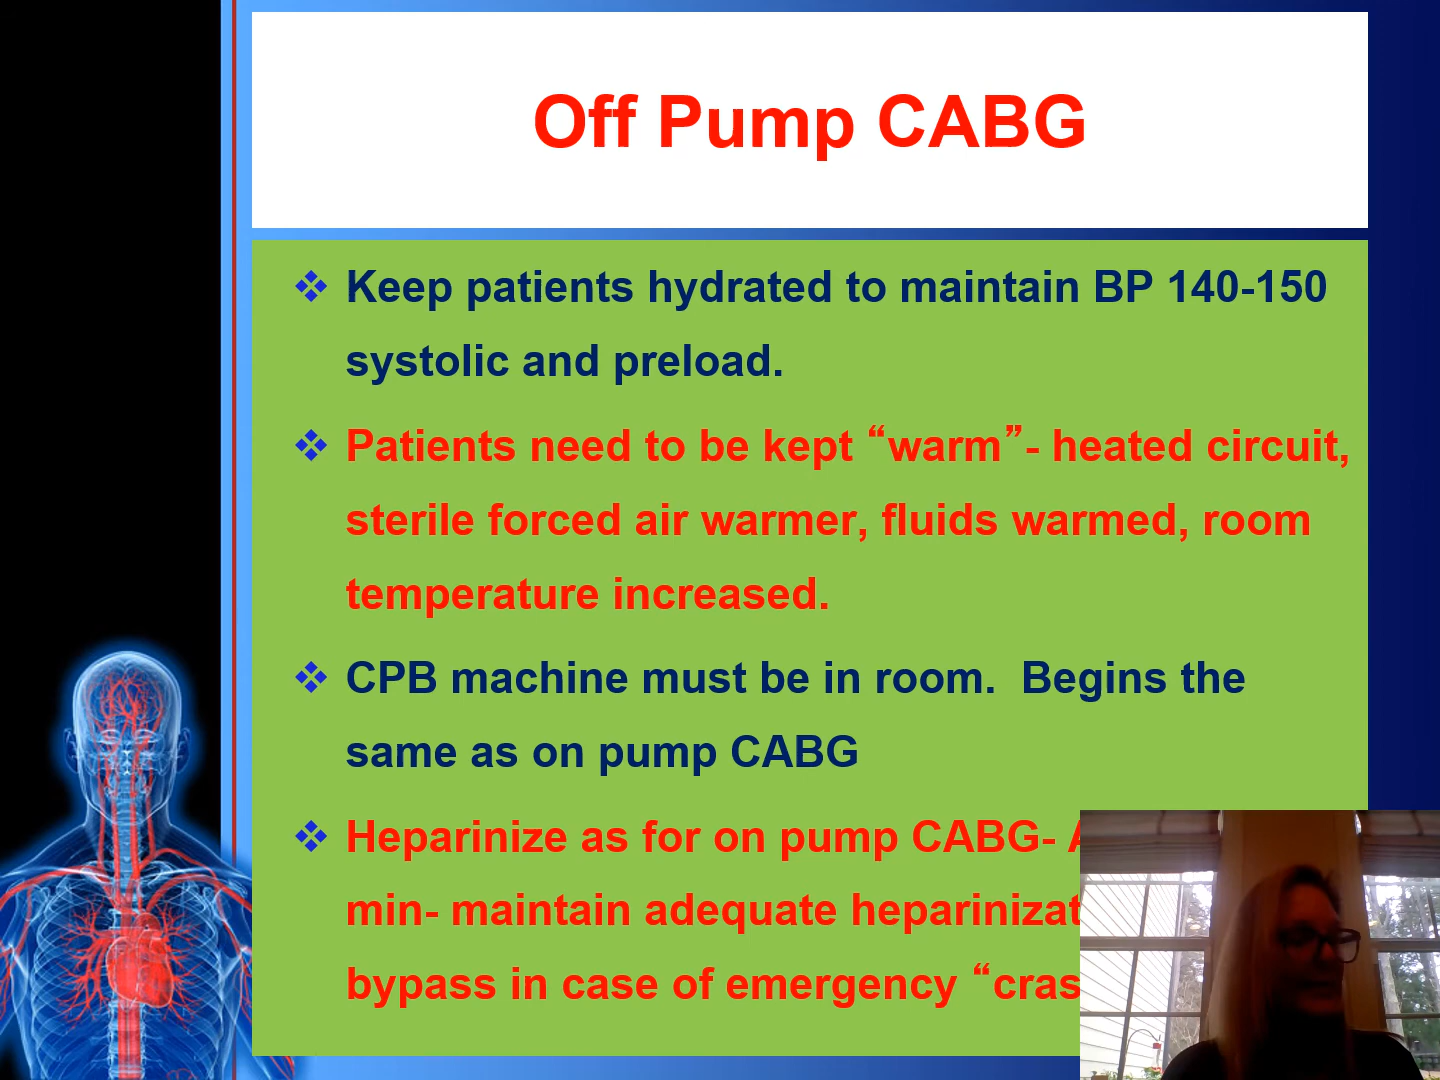 Off Pump CABG
Keep patients hydrated to maintain BP 140-150
systolic and preload.
Patients need to be kept “warm”- heated circuit,
sterile forced air warmer, fluids warmed, room
temperature increased.
CPB machine must be in room.  Begins the
same as on pump CABG
Heparinize as for on pump CABG-
min- maintain adequate
bypass in case of emergency